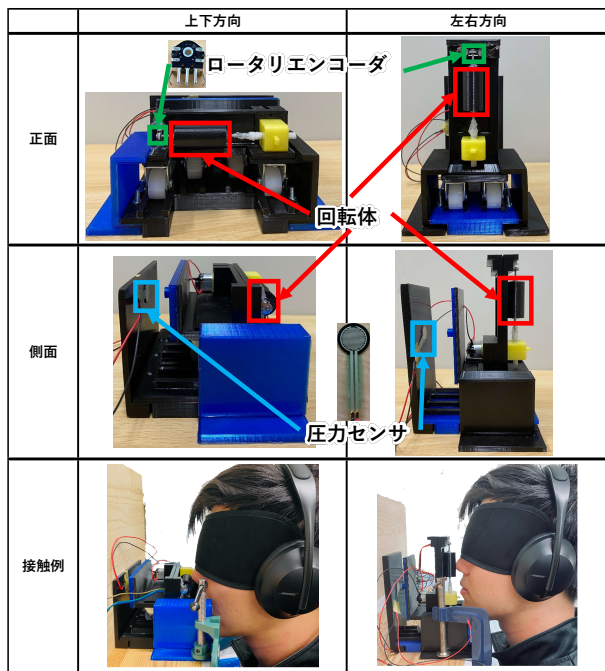 上下方向
左右方向
正面
ロータリエンコーダ
回転体
側面
圧力センサ
接触例
BOSE